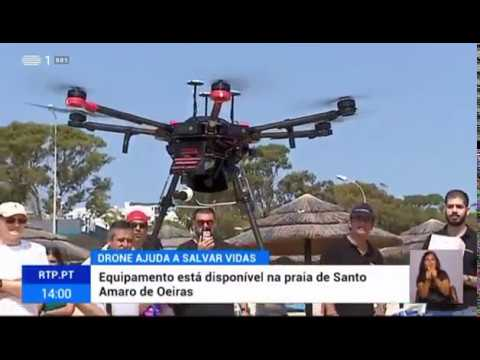 1
DRONE AJUDA A SALVAR VIDAS
RTP.PT
Equipamento está disponível na praia de Santo
Amaro de Oeiras
14:00